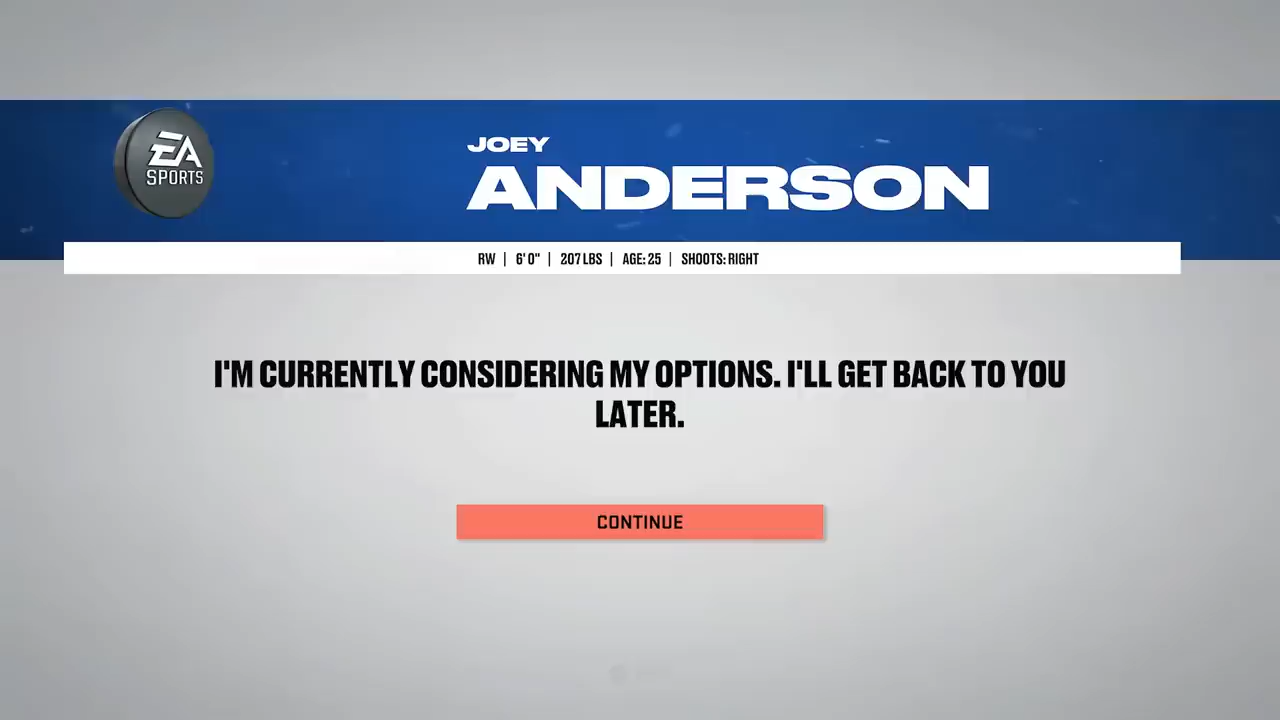 EA
SPORTS
JOEY
ANDERSON
RW | 6' 0" | 207 LBS | AGE: 25 | SHOOTS: RIGHT
I'M CURRENTLY CONSIDERING MY OPTIONS. I'LL GET BACK TO YOU
LATER.
CONTINUE